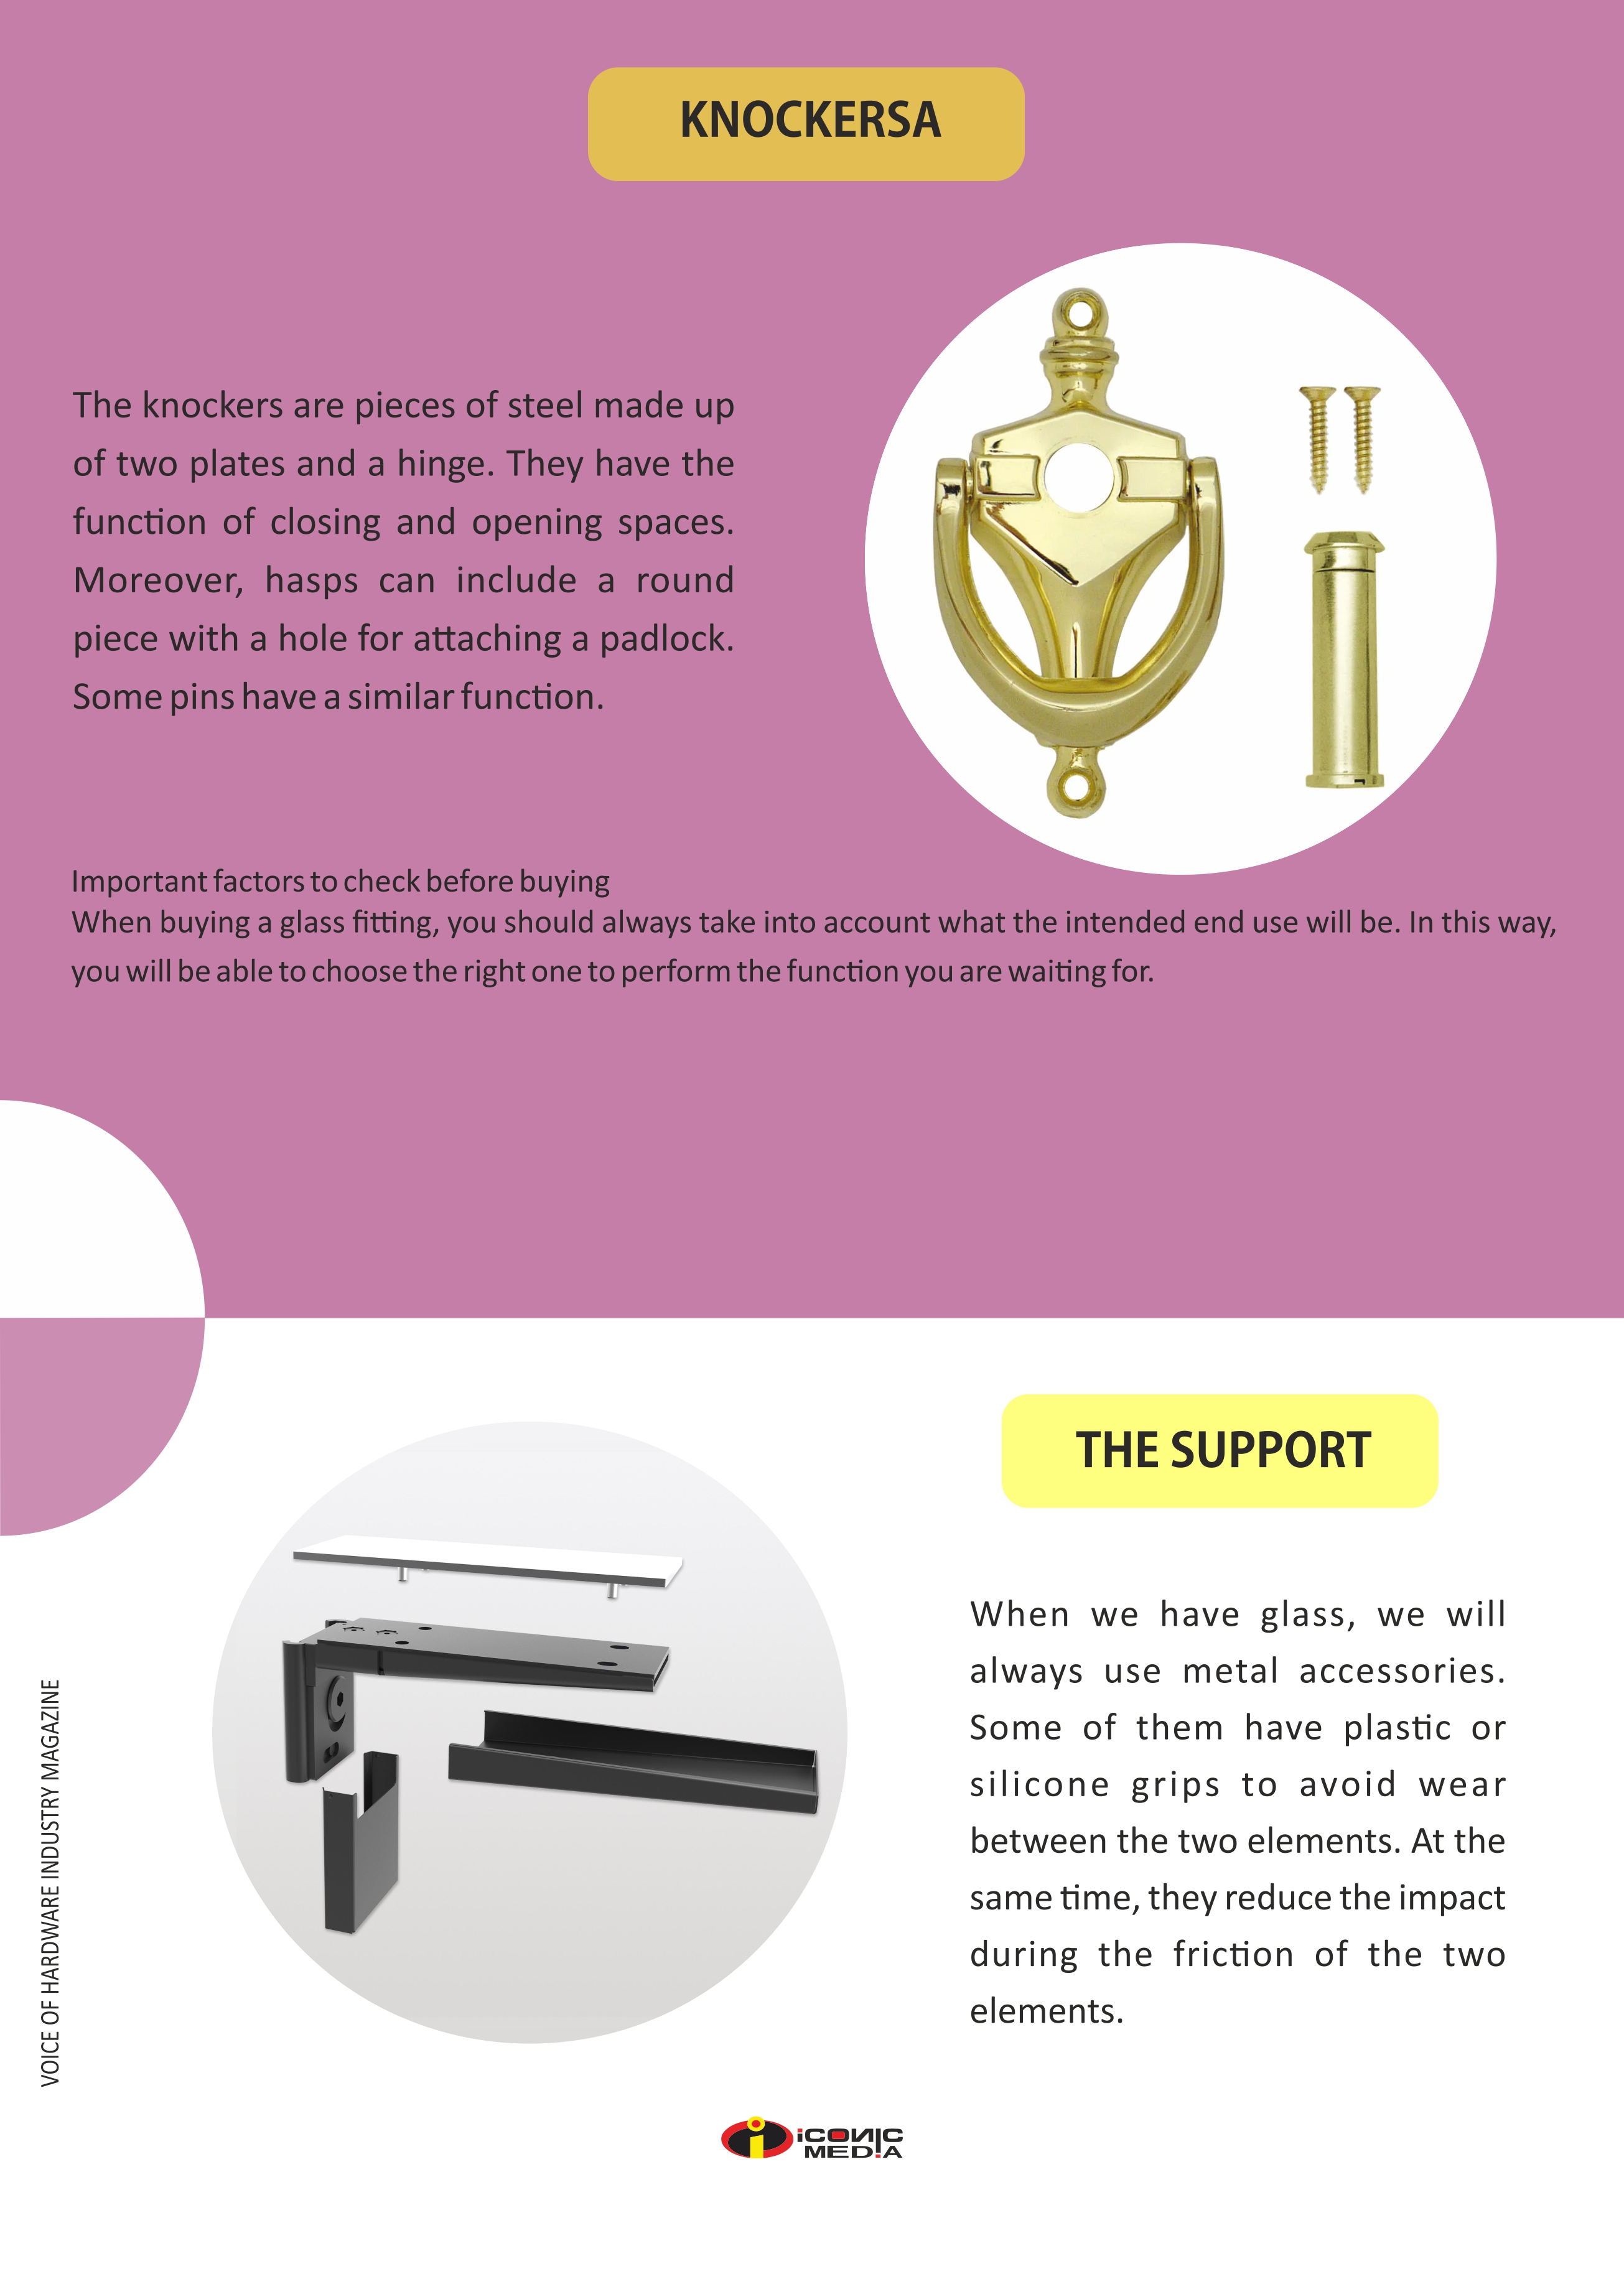 KNOCKERSA
The knockers are pieces of steel made up
of two plates and a hinge. They have the
function of closing and opening spaces.
Moreover, hasps can include a round
piece with a hole for attaching a padlock.
Some pins have a similar function.
Important factors to check before buying
When buying a glass fitting, you should always take into account what the intended end use will be. In this way,
you will be able to choose the right one to perform the function you are waiting for.
THE SUPPORT
When we have glass, we will
always use metal accessories.
Some of them have plastic or
silicone grips to avoid wear
between the two elements. At the
same time, they reduce the impact
during the friction of the two
elements.
VOICE OF HARDWARE INDUSTRY MAGAZINE
iCONIC
MEDiA